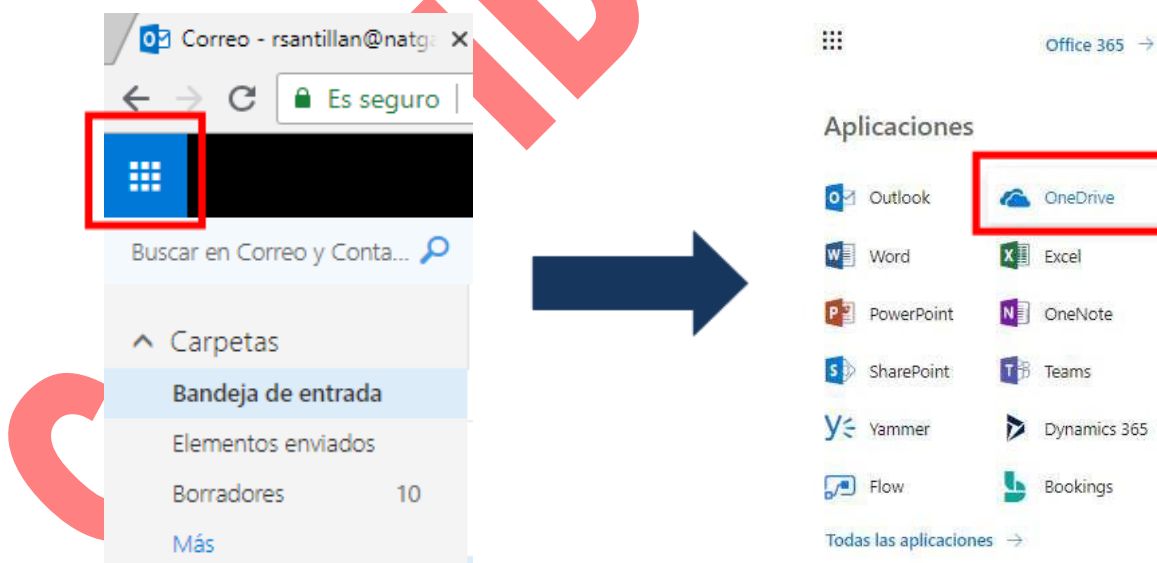 Correo - rsantillan@natga
Es seguro
Buscar en Correo y Conta...
Carpetas
Bandeja de entrada
Elementos enviados
Borradores 10
Más
Office 365
Aplicaciones
Outlook OneDrive
Word Excel
PowerPoint OneNote
SharePoint Teams
Yammer Dynamics 365
Flow Bookings
Todas las aplicaciones